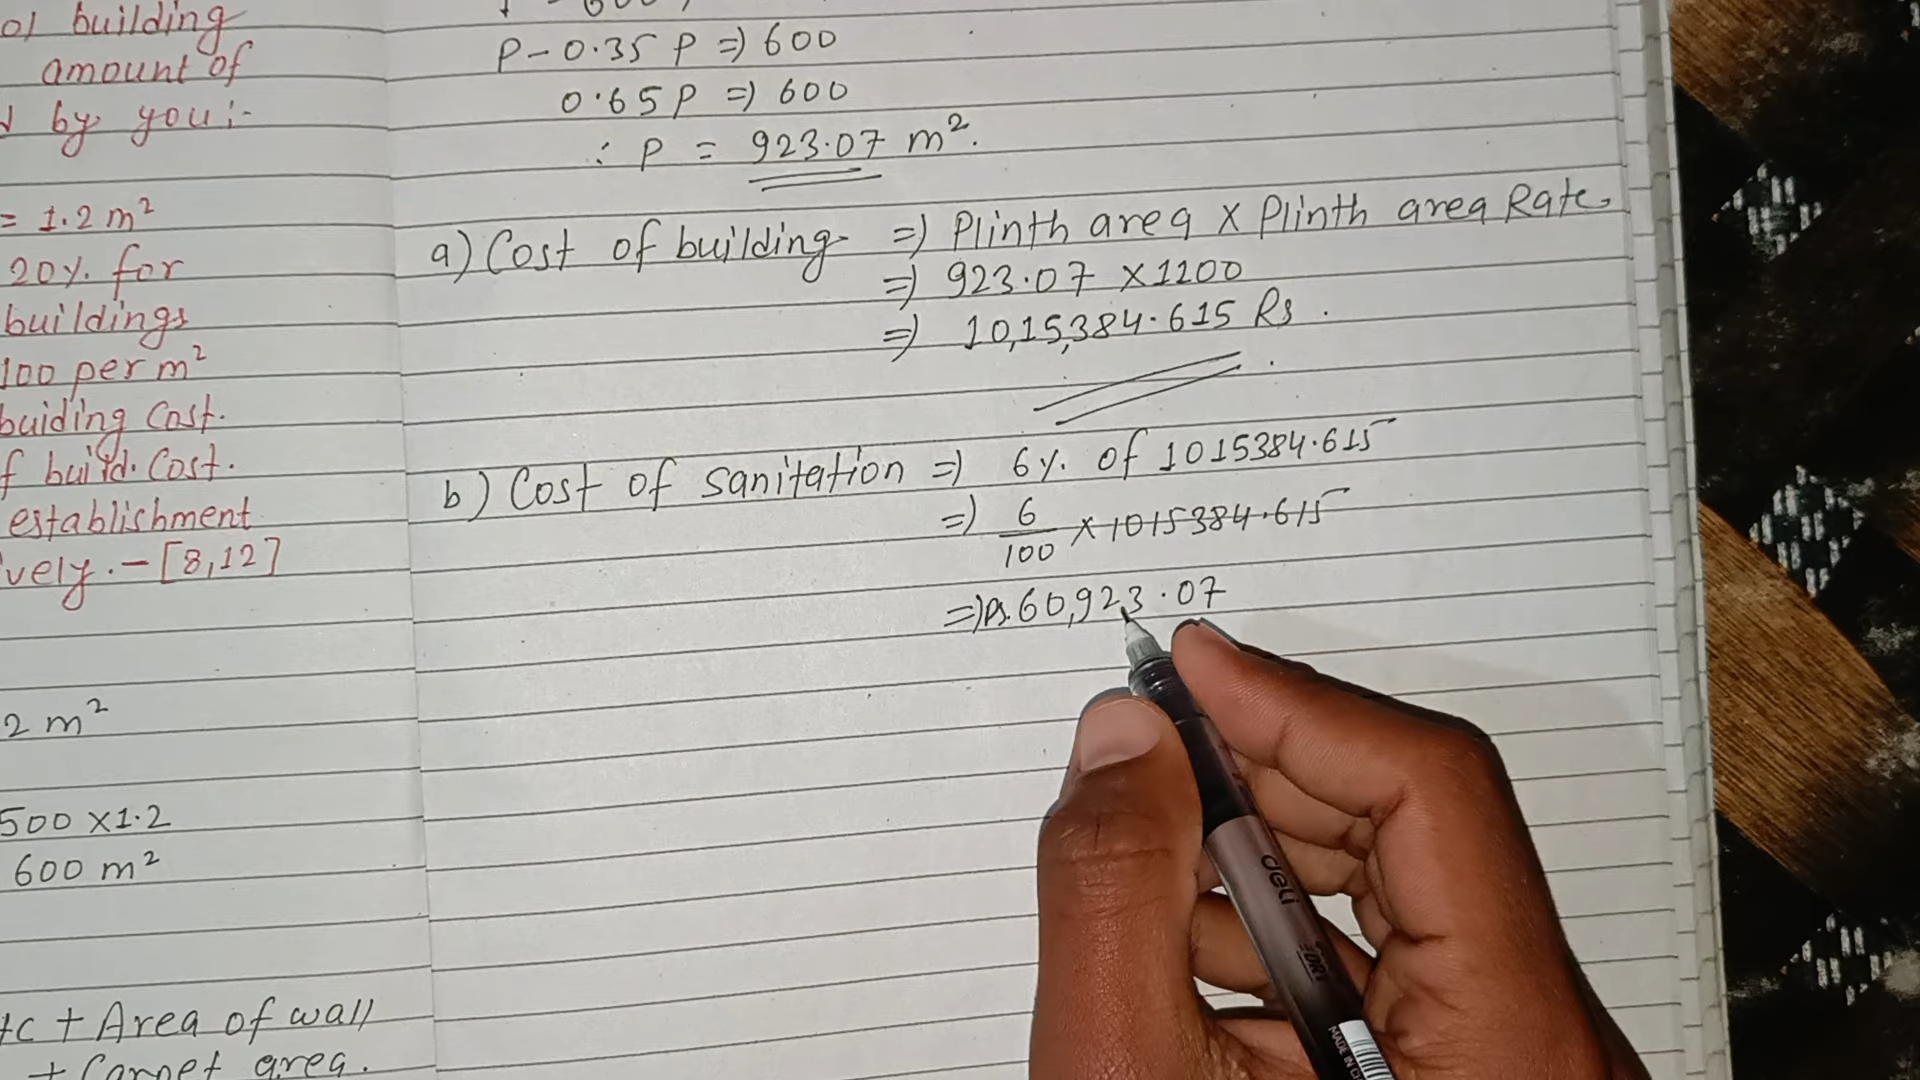 o) building
amount of
by you:-
= 1.2 m²
20%. for
buildings
100 per m²
buiding Cost.
f build. Cost.
establishment
vely. - [8,12]
2 m²
500 x 1.2
600 m²
+c + Area of wall
+ Carpet area.
P - 0.35 P => 600
0.65 P => 600
∴ P = 923.07 m².
a) Cost of building => Plinth area x Plinth area Rate.
=> 923.07 x 1100
=> 10,15,384.615 Rs.
b) Cost of sanitation => 6%. of 1015384.615
=> 6/100 x 1015384.615
=> Rs. 60,923.07
deli
MADE IN C